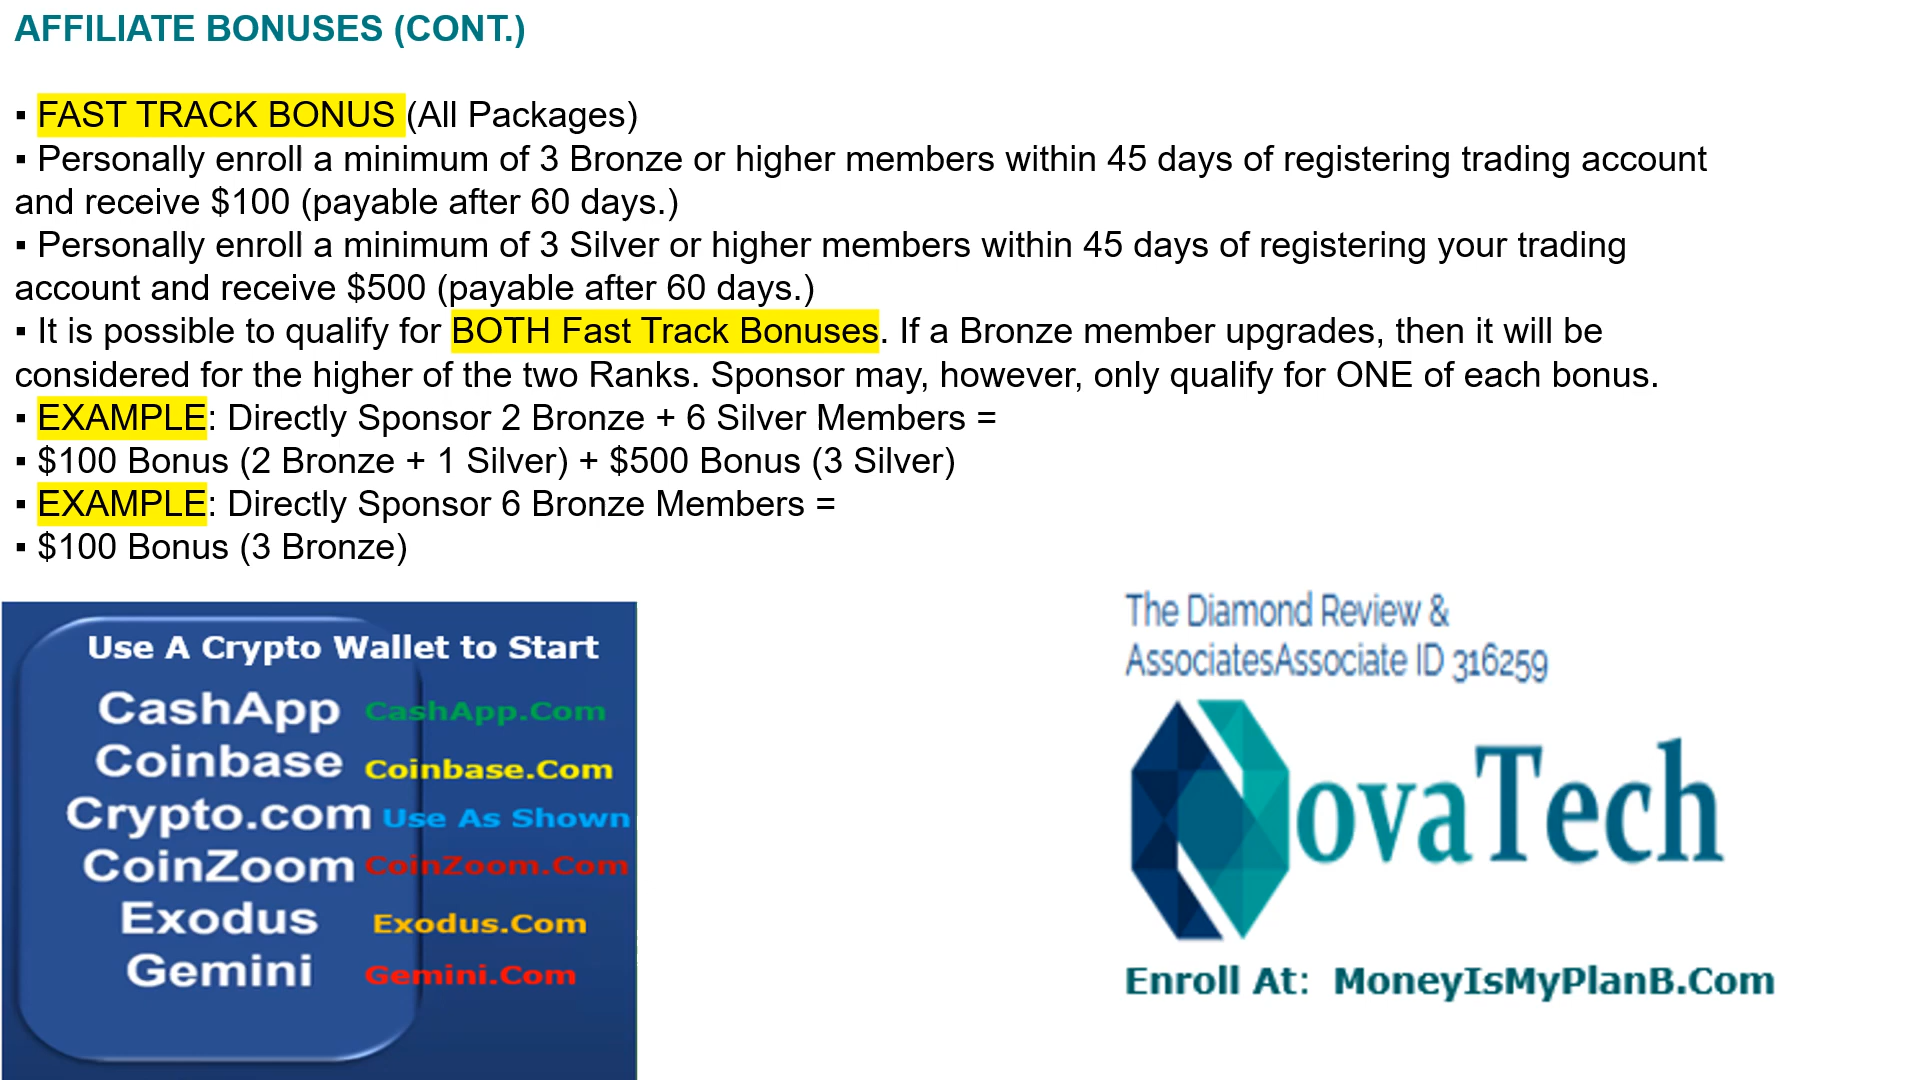 AFFILIATE BONUSES (CONT.)
▪ FAST TRACK BONUS (All Packages)
▪ Personally enroll a minimum of 3 Bronze or higher members within 45 days of registering trading account
and receive $100 (payable after 60 days.)
▪ Personally enroll a minimum of 3 Silver or higher members within 45 days of registering your trading
account and receive $500 (payable after 60 days.)
▪ It is possible to qualify for BOTH Fast Track Bonuses. If a Bronze member upgrades, then it will be
considered for the higher of the two Ranks. Sponsor may, however, only qualify for ONE of each bonus.
▪ EXAMPLE: Directly Sponsor 2 Bronze + 6 Silver Members =
▪ $100 Bonus (2 Bronze + 1 Silver) + $500 Bonus (3 Silver)
▪ EXAMPLE: Directly Sponsor 6 Bronze Members =
▪ $100 Bonus (3 Bronze)
Use A Crypto Wallet to Start
CashApp CashApp.Com
Coinbase Coinbase.Com
Crypto.com Use As Shown
CoinZoom CoinZoom.Com
Exodus Exodus.Com
Gemini Gemini.Com
The Diamond Review &
AssociatesAssociate ID 316259
NovaTech
Enroll At: MoneyIsMyPlanB.Com